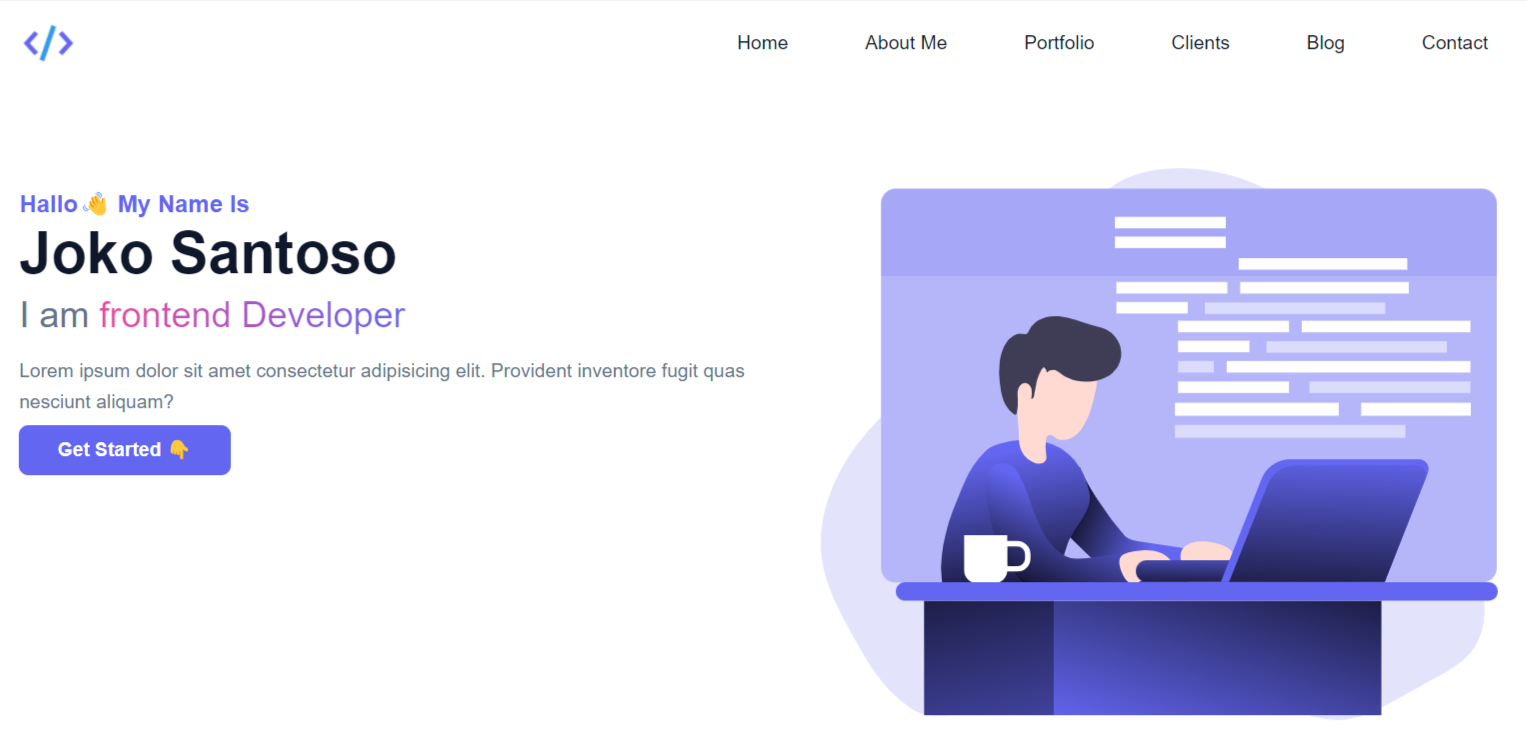 </>
Home About Me Portfolio Clients Blog Contact
Hallo👋 My Name Is
Joko Santoso
I am frontend Developer
Lorem ipsum dolor sit amet consectetur adipisicing elit. Provident inventore fugit quas
nesciunt aliquam?
Get Started 👇